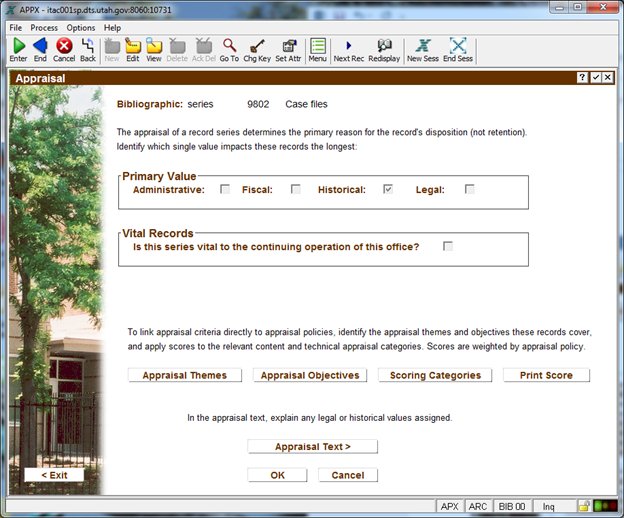 APPX - itac001sp.dts.utah.gov:8060:10731
File Process Options Help
Enter End Cancel Back New Edit View Delete Ack Del Go To Chg Key Set Attr Menu Next Rec Redisplay New Sess End Sess
Appraisal
Bibliographic: series 9802 Case files
The appraisal of a record series determines the primary reason for the record's disposition (not retention).
Identify which single value impacts these records the longest:
Primary Value
Administrative: Fiscal: Historical: Legal:
Vital Records
Is this series vital to the continuing operation of this office?
To link appraisal criteria directly to appraisal policies, identify the appraisal themes and objectives these records cover,
and apply scores to the relevant content and technical appraisal categories. Scores are weighted by appraisal policy.
Appraisal Themes Appraisal Objectives Scoring Categories Print Score
In the appraisal text, explain any legal or historical values assigned.
Appraisal Text >
< Exit OK Cancel
APX ARC BIB 00 Inq